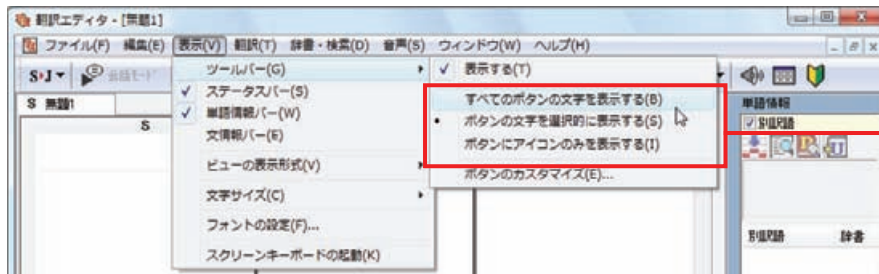 翻訳エディタ - [無題1]
ファイル(F) 編集(E) 表示(V) 翻訳(T) 辞書・検索(D) 音声(S) ウィンドウ(W) ヘルプ(H)
S▸J
S 無題1
S
ツールバー(G)
✓ ステータスバー(S)
✓ 単語情報バー(W)
文情報バー(E)
ビューの表示形式(V)
文字サイズ(C)
フォントの設定(F)...
スクリーンキーボードの起動(K)
✓ 表示する(T)
すべてのボタンの文字を表示する(B)
• ボタンの文字を選択的に表示する(S)
ボタンにアイコンのみを表示する(I)
ボタンのカスタマイズ(E)...
単語情報
✓ 別訳語
別訳語 辞書